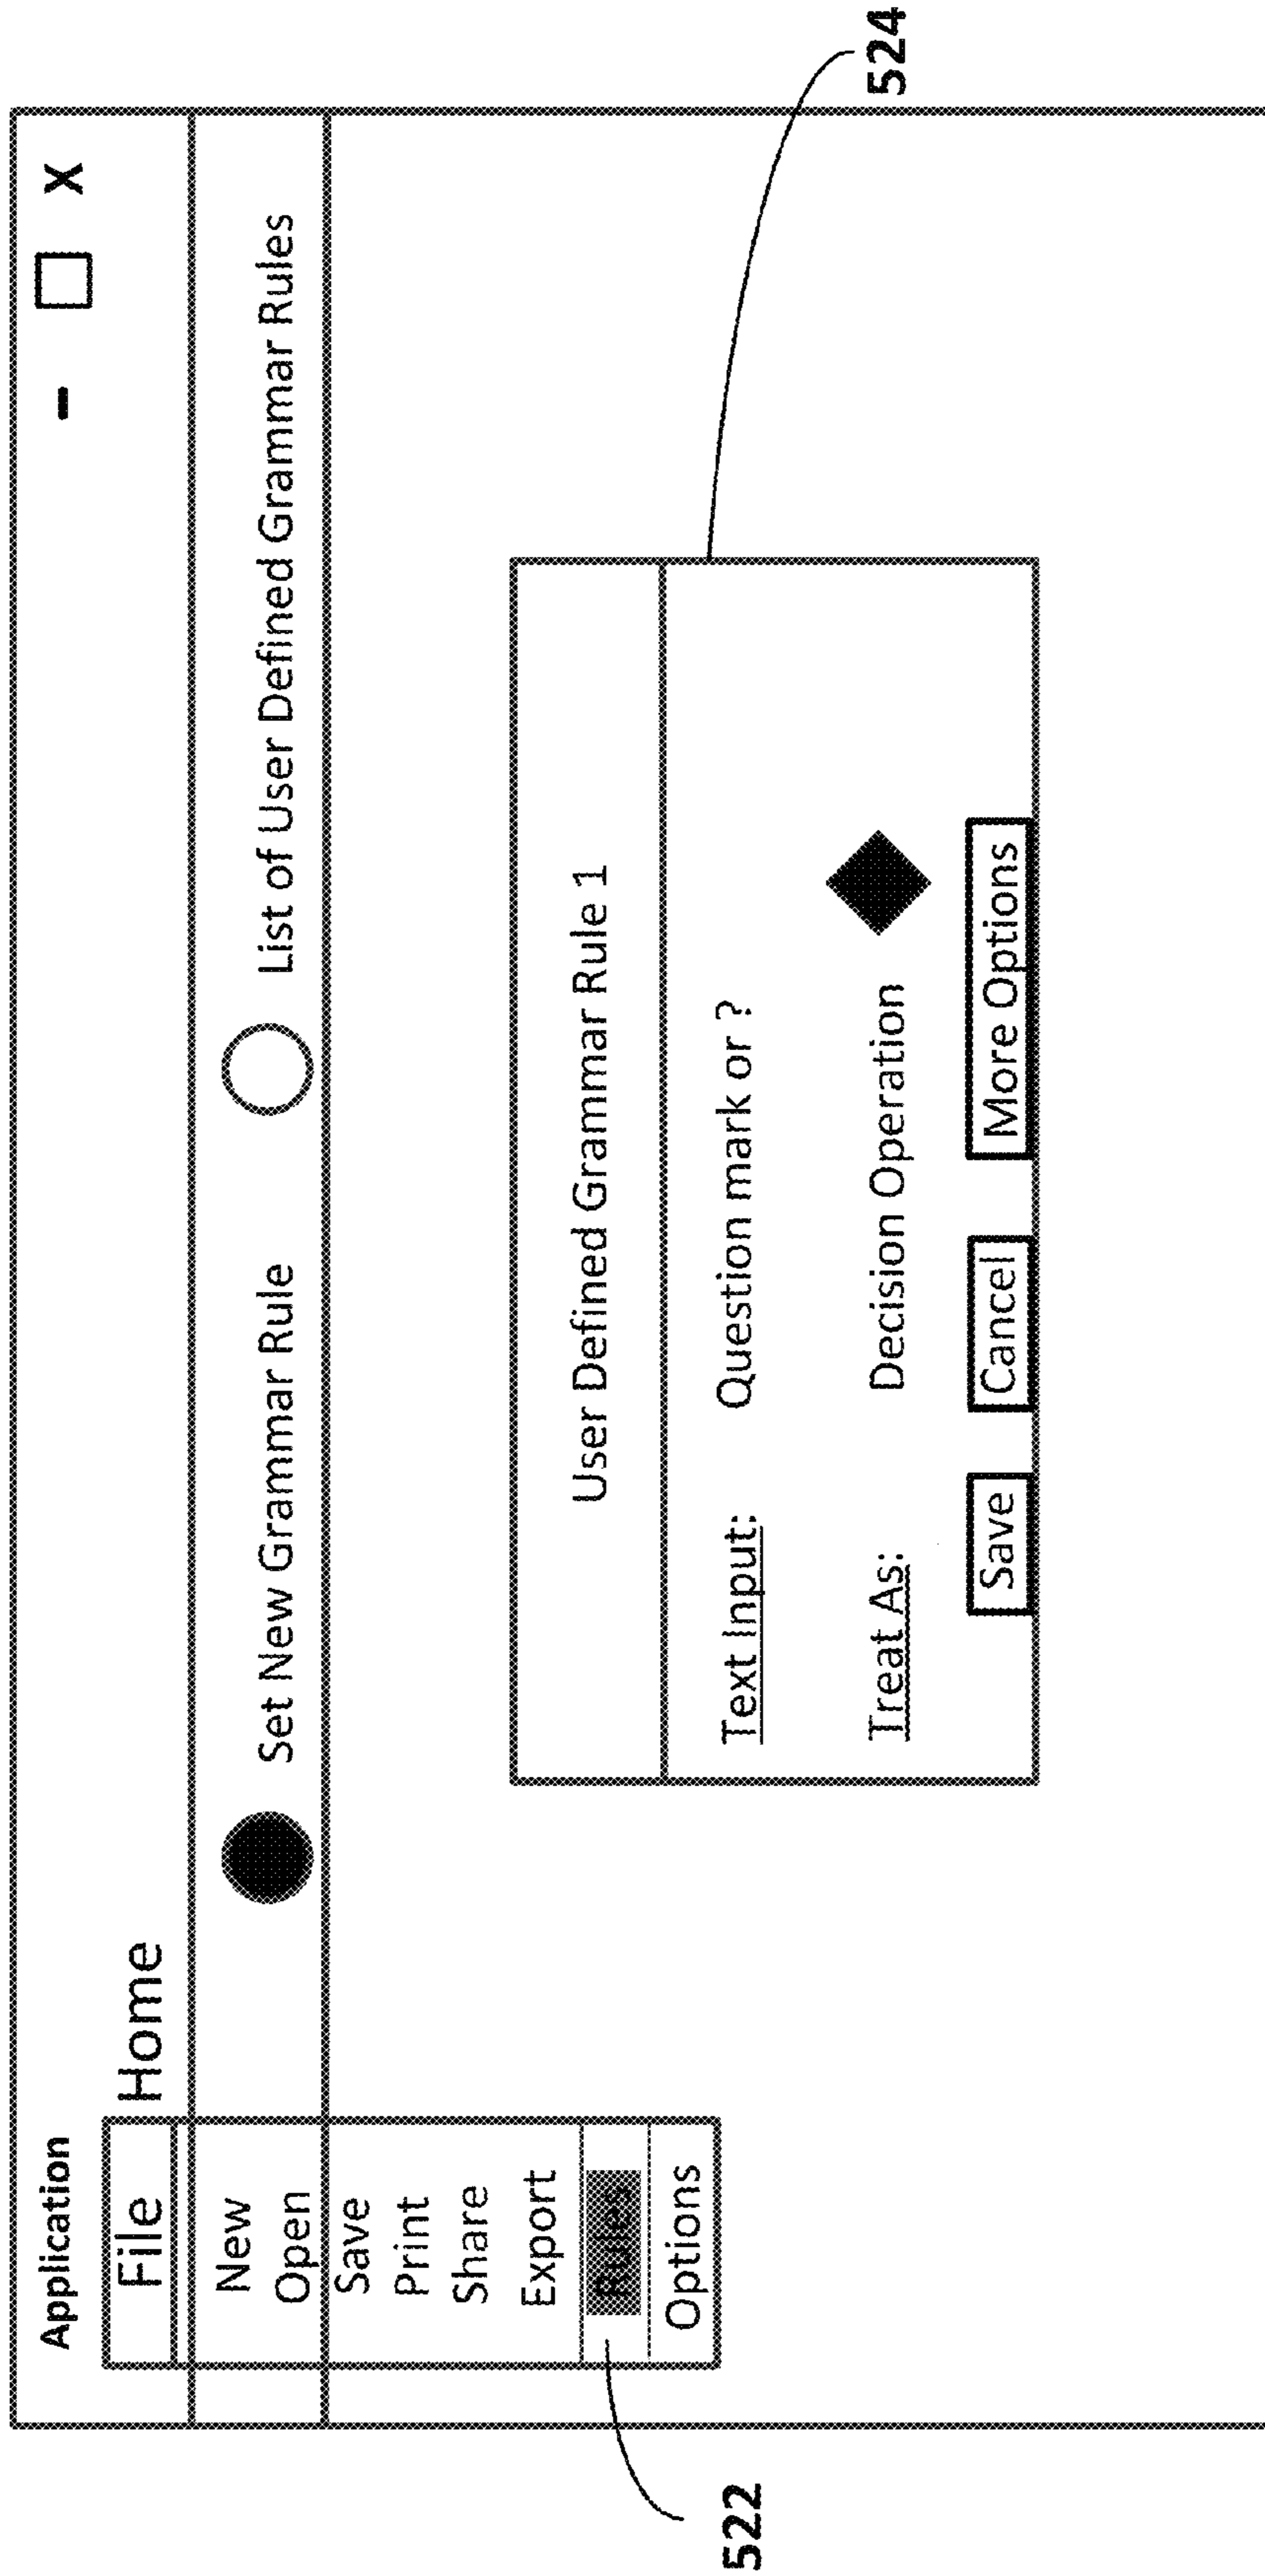 Application - □ X
File Home
Set New Grammar Rule List of User Defined Grammar Rules
New
Open
Save
Print
Share
Export
Rules
Options
522
User Defined Grammar Rule 1
Text Input: Question mark or ?
Treat As: Decision Operation
Save Cancel More Options
524